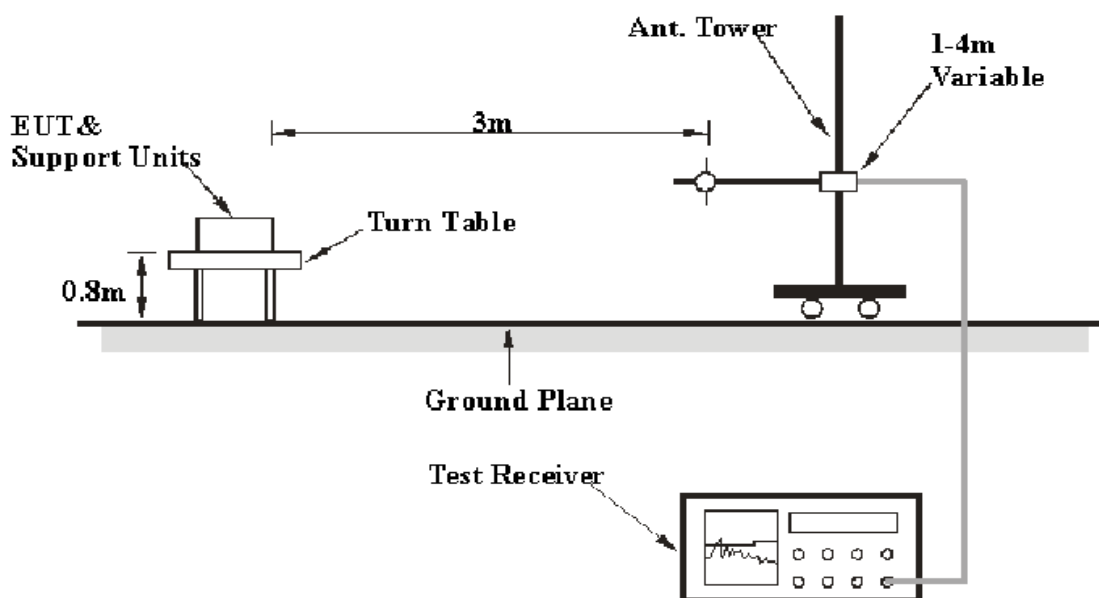 Ant. Tower
1-4m
Variable
EUT&
Support Units
3m
Turn Table
0.8m
Ground Plane
Test Receiver